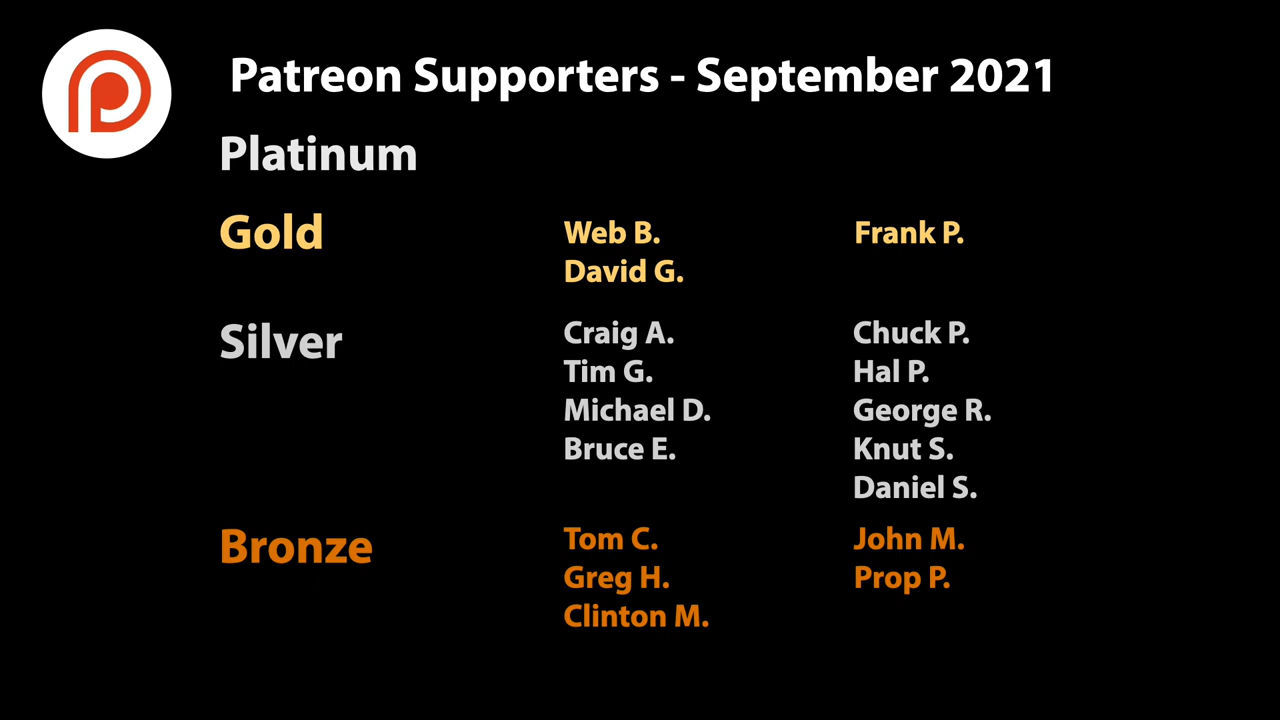 Patreon Supporters - September 2021
Platinum
Gold
Web B.
Frank P.
David G.
Silver
Craig A.
Chuck P.
Tim G.
Hal P.
Michael D.
George R.
Bruce E.
Knut S.
Daniel S.
Bronze
Tom C.
John M.
Greg H.
Prop P.
Clinton M.